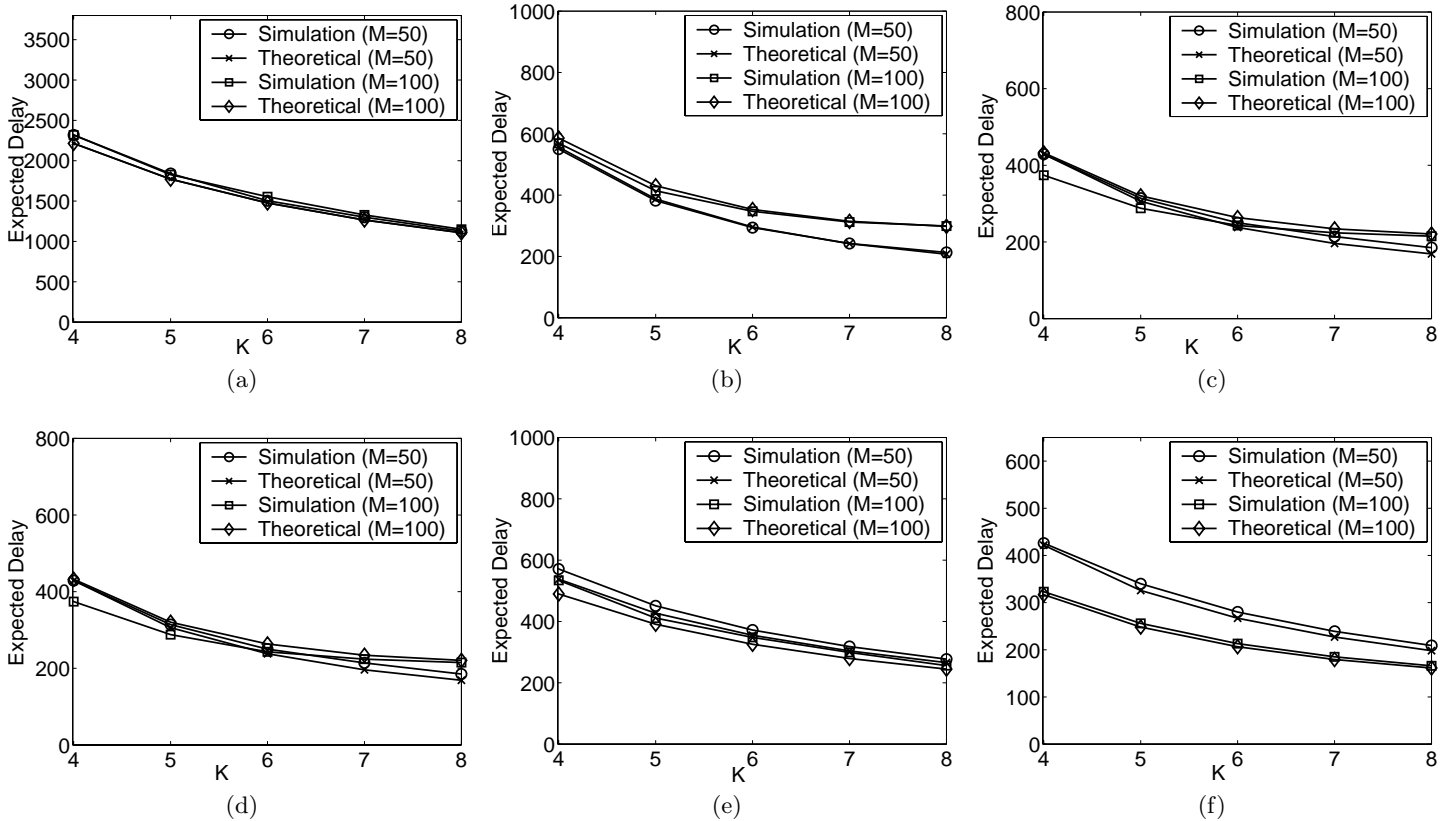 Simulation (M=50)
Theoretical (M=50)
Simulation (M=100)
Theoretical (M=100)
Expected Delay
3500
3000
2500
2000
1500
1000
500
0
4 5 6 7 8
K
(a)
Simulation (M=50)
Theoretical (M=50)
Simulation (M=100)
Theoretical (M=100)
Expected Delay
1000
800
600
400
200
0
4 5 6 7 8
K
(b)
Simulation (M=50)
Theoretical (M=50)
Simulation (M=100)
Theoretical (M=100)
Expected Delay
800
600
400
200
0
4 5 6 7 8
K
(c)
Simulation (M=50)
Theoretical (M=50)
Simulation (M=100)
Theoretical (M=100)
Expected Delay
800
600
400
200
0
4 5 6 7 8
K
(d)
Simulation (M=50)
Theoretical (M=50)
Simulation (M=100)
Theoretical (M=100)
Expected Delay
1000
800
600
400
200
0
4 5 6 7 8
K
(e)
Simulation (M=50)
Theoretical (M=50)
Simulation (M=100)
Theoretical (M=100)
Expected Delay
600
500
400
300
200
100
0
4 5 6 7 8
K
(f)